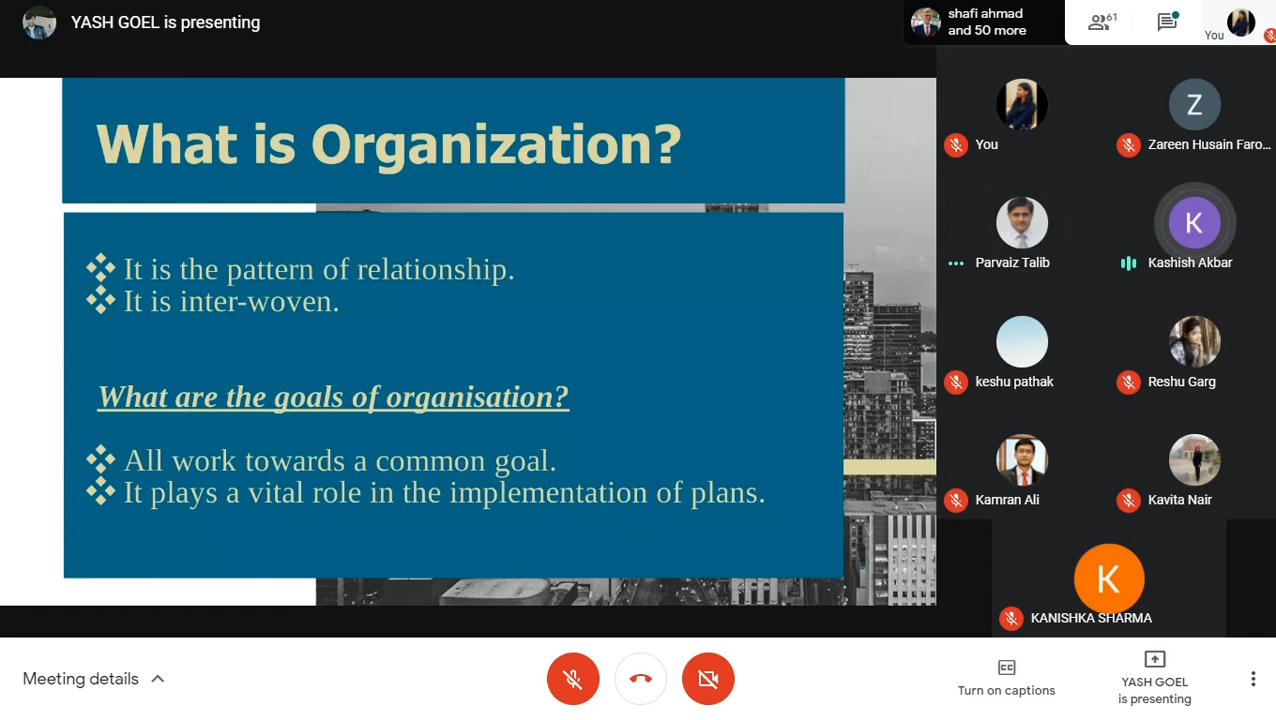 YASH GOEL is presenting
shafi ahmad
and 50 more
61
You
What is Organization?
It is the pattern of relationship.
It is inter-woven.
What are the goals of organisation?
All work towards a common goal.
It plays a vital role in the implementation of plans.
You
Z
Zareen Husain Faro...
Parvaiz Talib
K
Kashish Akbar
keshu pathak
Reshu Garg
Kamran Ali
Kavita Nair
K
KANISHKA SHARMA
Meeting details
CC
Turn on captions
YASH GOEL
is presenting